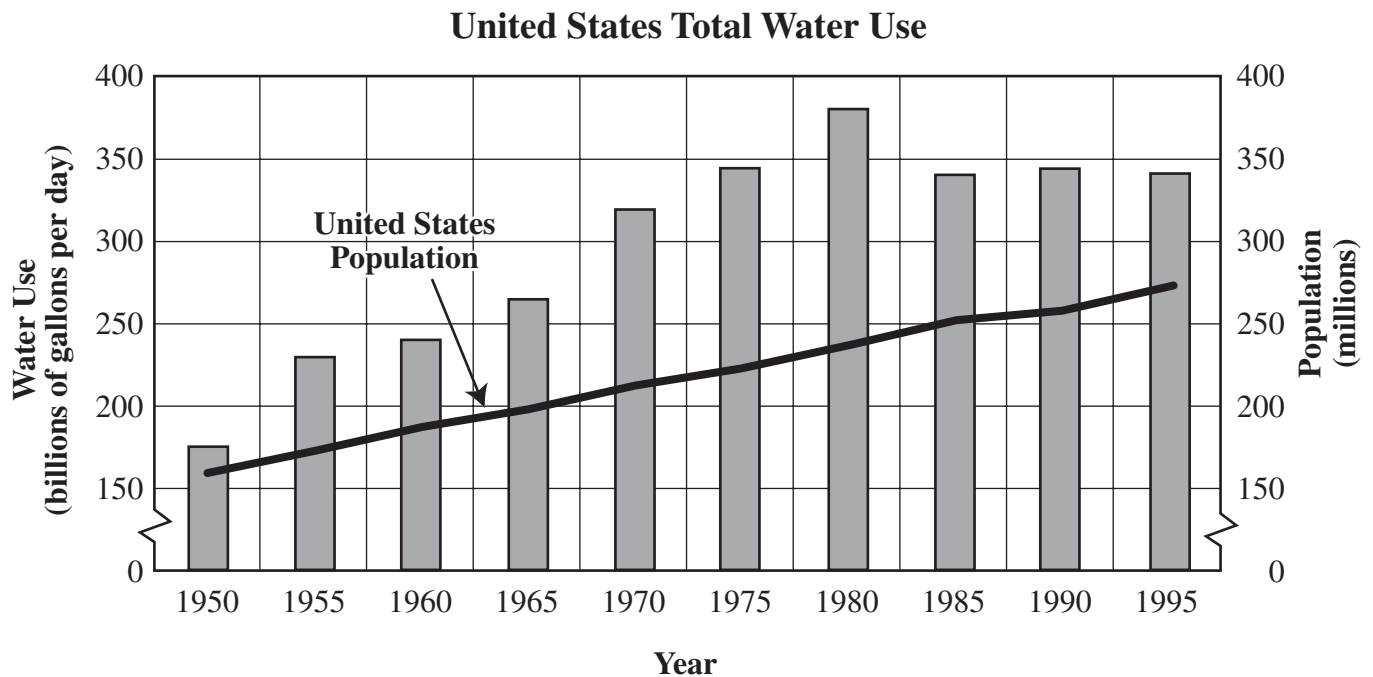 United States Total Water Use
Water Use
(billions of gallons per day)
400
350
300
250
200
150
0
United States
Population
400
350
300
250
200
150
0
Population
(millions)
1950 1955 1960 1965 1970 1975 1980 1985 1990 1995
Year